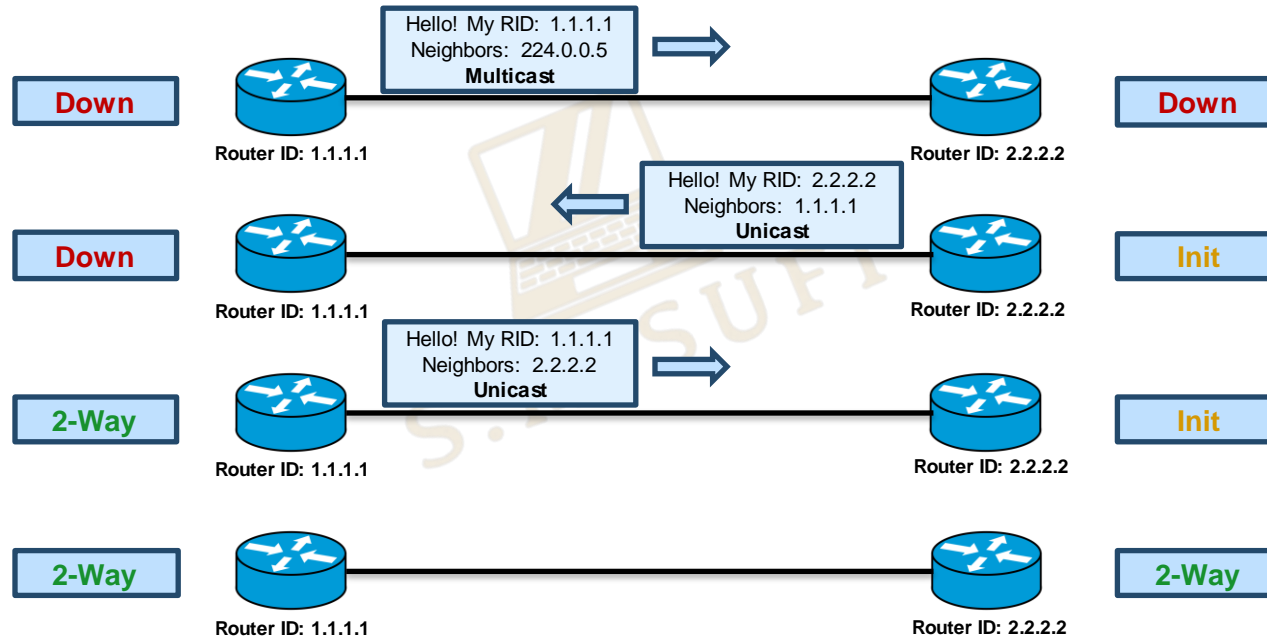 Hello! My RID: 1.1.1.1
Neighbors: 224.0.0.5
Multicast
Down
Down
Router ID: 1.1.1.1
Router ID: 2.2.2.2
Hello! My RID: 2.2.2.2
Neighbors: 1.1.1.1
Unicast
Down
Init
Router ID: 1.1.1.1
Router ID: 2.2.2.2
Hello! My RID: 1.1.1.1
Neighbors: 2.2.2.2
Unicast
2-Way
Init
Router ID: 1.1.1.1
Router ID: 2.2.2.2
2-Way
2-Way
Router ID: 1.1.1.1
Router ID: 2.2.2.2